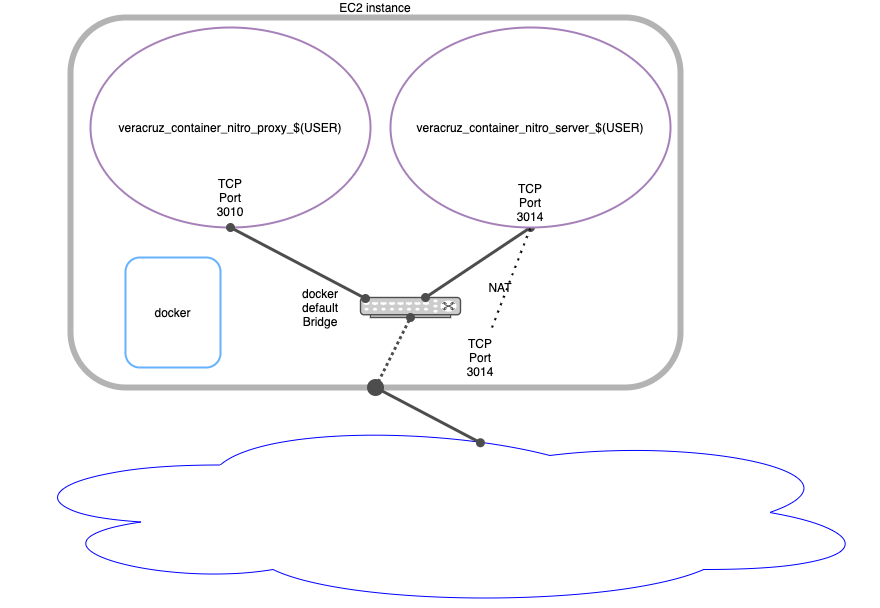 EC2 instance
veracruz_container_nitro_proxy_$(USER)
veracruz_container_nitro_server_$(USER)
TCP
Port
3010
TCP
Port
3014
docker
docker
default
Bridge
NAT
TCP
Port
3014